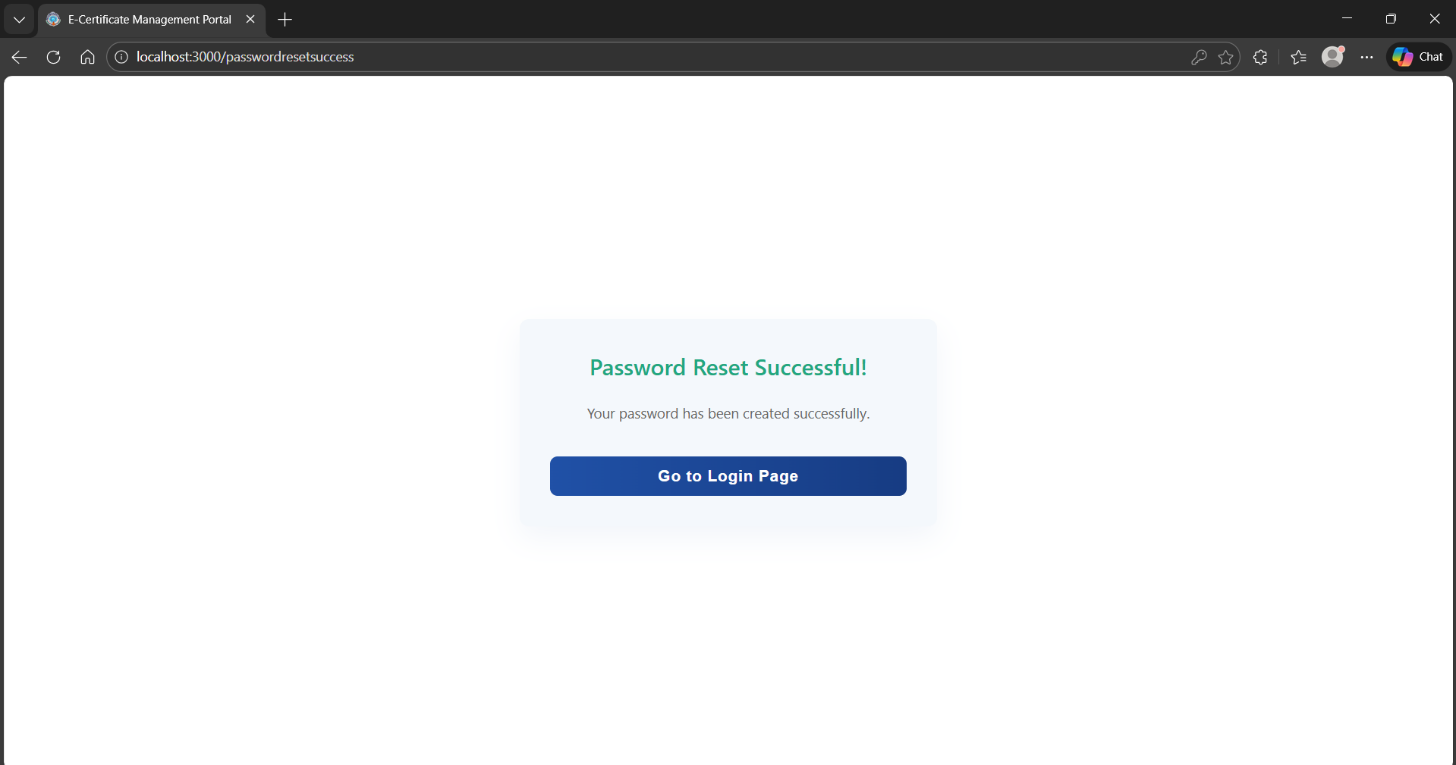 E-Certificate Management Portal
localhost:3000/passwordresetsuccess
Chat
Password Reset Successful!
Your password has been created successfully.
Go to Login Page